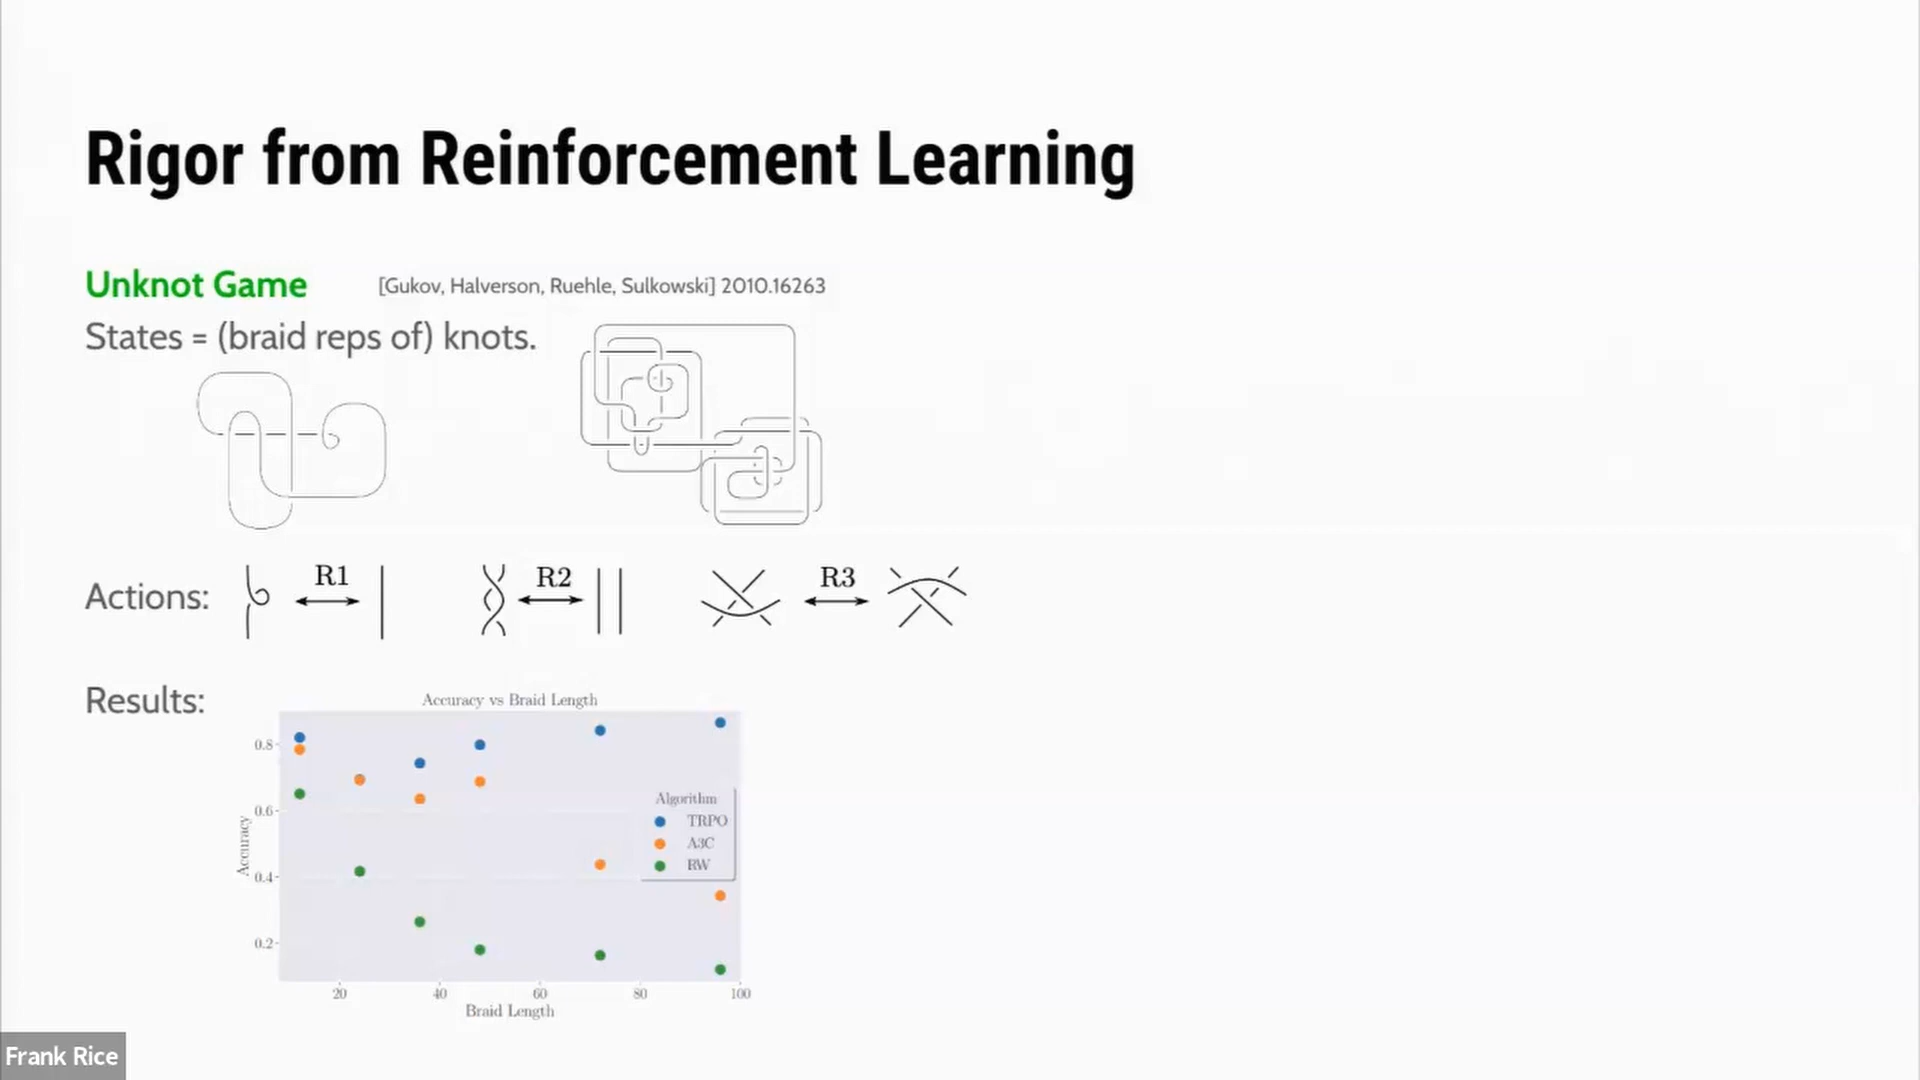 Rigor from Reinforcement Learning
Unknot Game
[Gukov, Halverson, Ruehle, Sulkowski] 2010.16263
States = (braid reps of) knots.
Actions:
R1
R2
R3
Results:
Accuracy vs Braid Length
0.8
0.6
0.4
0.2
Accuracy
Algorithm
TRPO
A3C
RW
20 40 60 80 100
Braid Length
Frank Rice